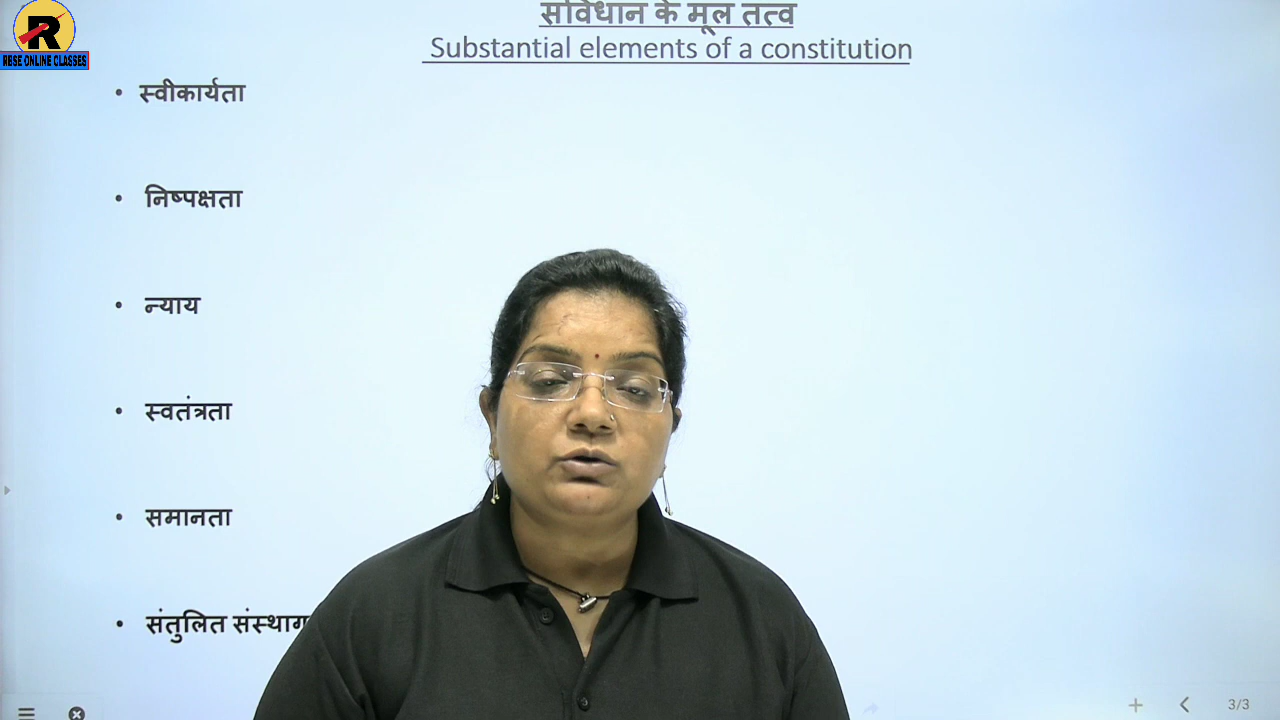 R
RBSE ONLINE CLASSES
संविधान के मूल तत्व
Substantial elements of a constitution
• स्वीकार्यता
• निष्पक्षता
• न्याय
• स्वतंत्रता
• समानता
• संतुलित
3/3